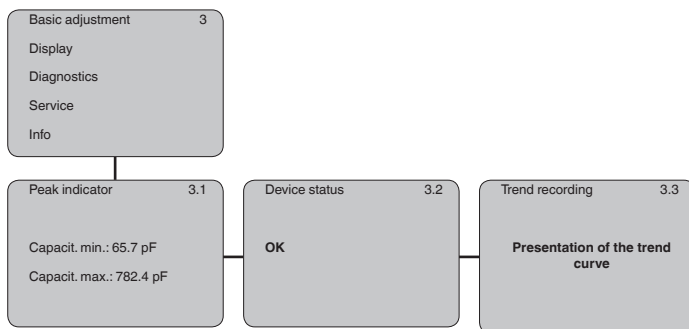 Basic adjustment 3
Display
Diagnostics
Service
Info
Peak indicator 3.1
Capacit. min.: 65.7 pF
Capacit. max.: 782.4 pF
Device status 3.2
OK
Trend recording 3.3
Presentation of the trend
curve